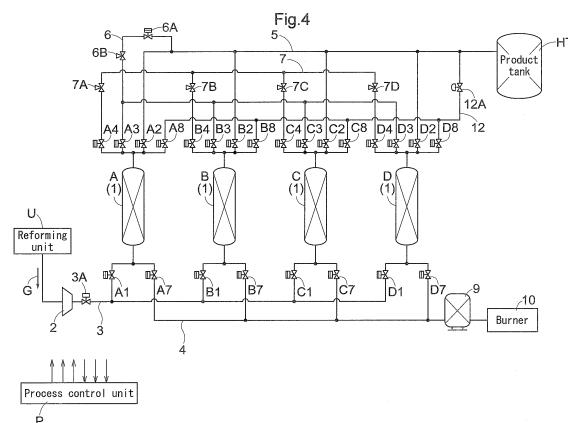 Fig.4
6A
6
5
6B
7
HT
Product
tank
7A
7B
7C
7D
12A
12
A4
A3
A2
A8
B4
B3
B2
B8
C4
C3
C2
C8
D4
D3
D2
D8
A
(1)
B
(1)
C
(1)
D
(1)
U
Reforming
unit
G
3A
2
3
A1
A7
B1
B7
C1
C7
D1
D7
4
9
10
Burner
Process control unit
P